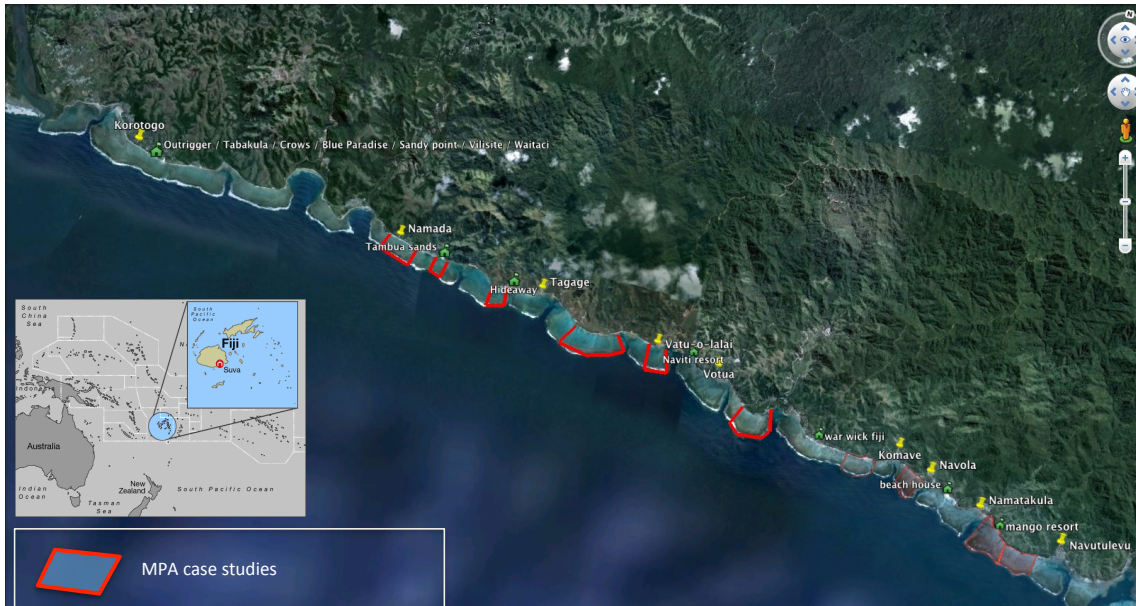 Korotogo
Outrigger / Tabakula / Crows / Blue Paradise / Sandy point / Vilisite / Waitaci
Namada
Tambua sands
Hideaway
Tagage
Vatu-o-lalai
Naviti resort
Votua
war wick fiji
Komave
Navola
beach house
Namatakula
mango resort
Navutulevu
South
China
Sea
Indonesia
Australia
Indian
Ocean
Tasman
Sea
New
Zealand
South Pacific Ocean
South
Pacific
Ocean
Fiji
Suva
N
MPA case studies